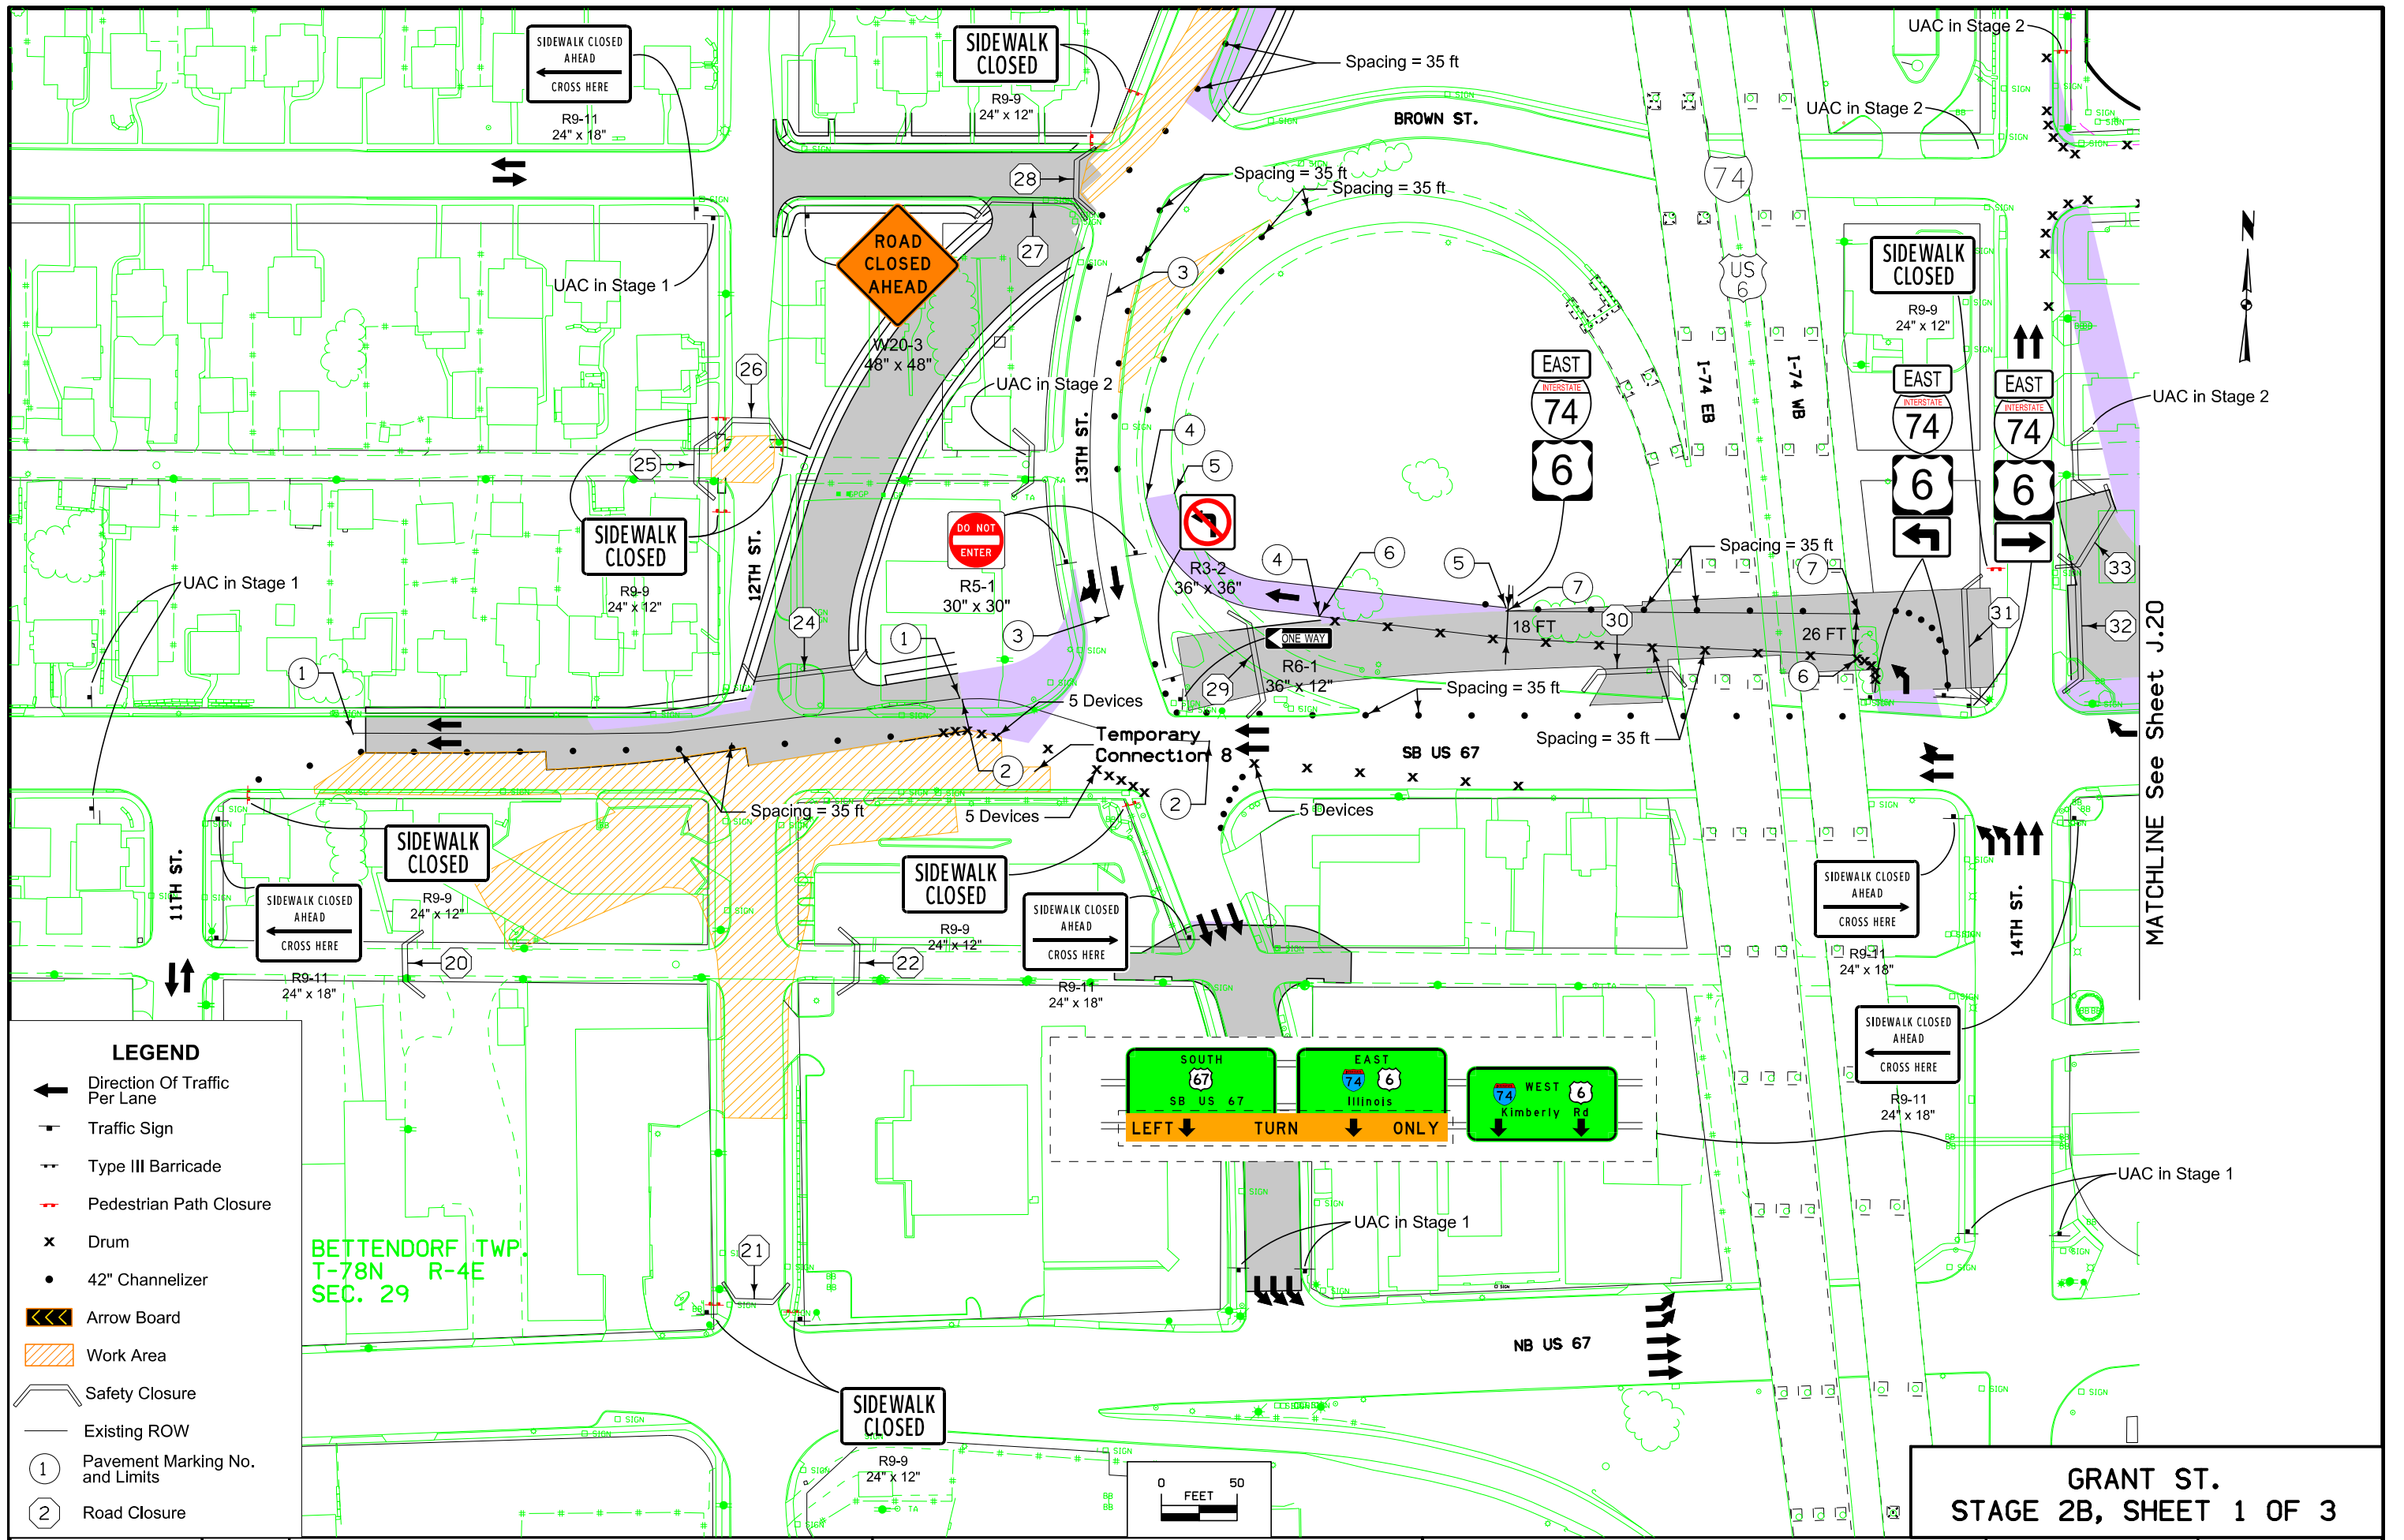 SIDEWALK CLOSED
AHEAD
CROSS HERE
R9-11
24" x 18"
SIDEWALK
CLOSED
R9-9
24" x 12"
Spacing = 35 ft
BROWN ST.
UAC in Stage 2
UAC in Stage 2
74
US
6
28
27
Spacing = 35 ft
Spacing = 35 ft
ROAD
CLOSED
AHEAD
W20-3
48" x 48"
UAC in Stage 1
3
SIDEWALK
CLOSED
R9-9
24" x 12"
N
26
25
UAC in Stage 2
13TH ST.
4
5
EAST
INTERSTATE
74
6
I-74 EB
I-74 WB
EAST
INTERSTATE
74
6
EAST
INTERSTATE
74
6
UAC in Stage 2
SIDEWALK
CLOSED
R9-9
24" x 12"
12TH ST.
DO NOT
ENTER
R5-1
30" x 30"
R3-2
36" x 36"
4
6
5
7
Spacing = 35 ft
7
33
UAC in Stage 1
24
1
3
ONE WAY
R6-1
36" x 12"
29
18 FT
30
26 FT
6
31
32
1
5 Devices
Temporary
Connection 8
2
Spacing = 35 ft
Spacing = 35 ft
SB US 67
MATCHLINE See Sheet J.20
Spacing = 35 ft
5 Devices
2
5 Devices
SIDEWALK
CLOSED
R9-9
24" x 12"
11TH ST.
SIDEWALK CLOSED
AHEAD
CROSS HERE
R9-11
24" x 18"
20
22
SIDEWALK
CLOSED
R9-9
24" x 12"
SIDEWALK CLOSED
AHEAD
CROSS HERE
R9-11
24" x 18"
SIDEWALK CLOSED
AHEAD
CROSS HERE
R9-11
24" x 18"
14TH ST.
SIDEWALK CLOSED
AHEAD
CROSS HERE
R9-11
24" x 18"
SOUTH
67
SB US 67
EAST
74 6
Illinois
74 WEST 6
Kimberly Rd
LEFT TURN ONLY
UAC in Stage 1
UAC in Stage 1
21
BETTENDORF TWP.
T-78N R-4E
SEC. 29
NB US 67
SIDEWALK
CLOSED
R9-9
24" x 12"
LEGEND
Direction Of Traffic
Per Lane
Traffic Sign
Type III Barricade
Pedestrian Path Closure
x Drum
42" Channelizer
Arrow Board
Work Area
Safety Closure
Existing ROW
1 Pavement Marking No.
and Limits
2 Road Closure
0 50
FEET
GRANT ST.
STAGE 2B, SHEET 1 OF 3